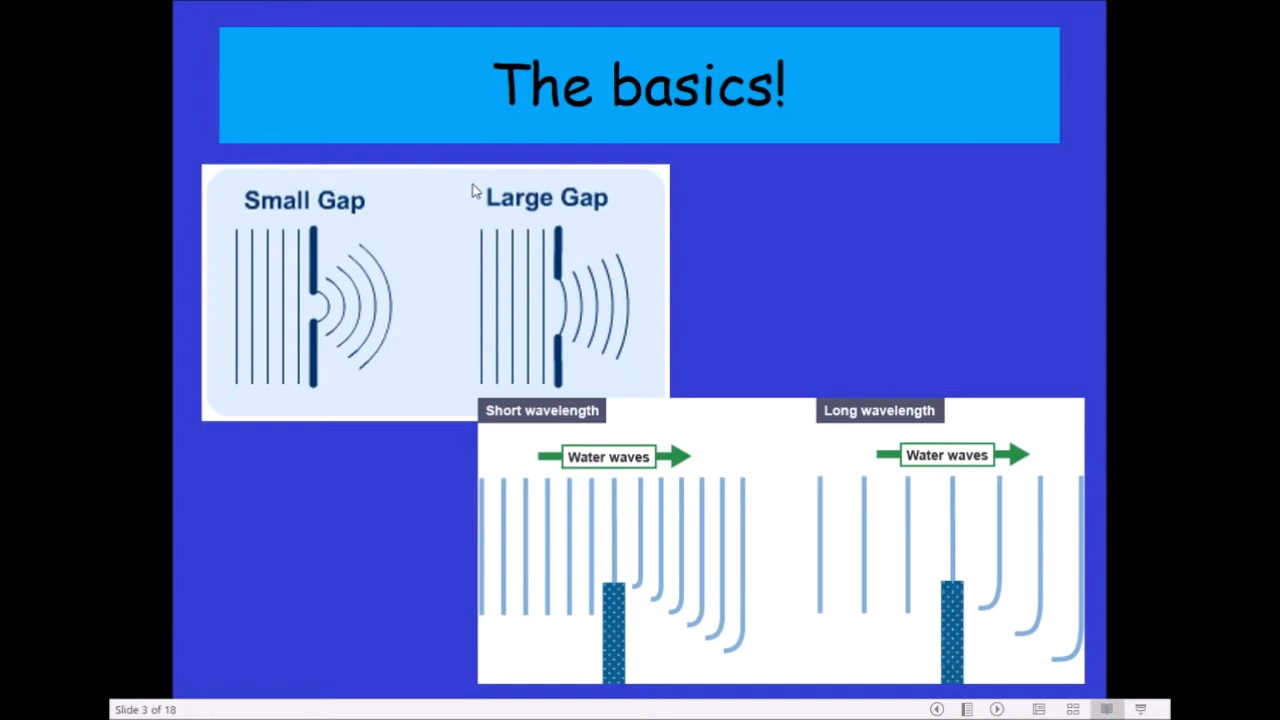 The basics!
Small Gap
Large Gap
Short wavelength
Long wavelength
Water waves
Water waves
Slide 3 of 18